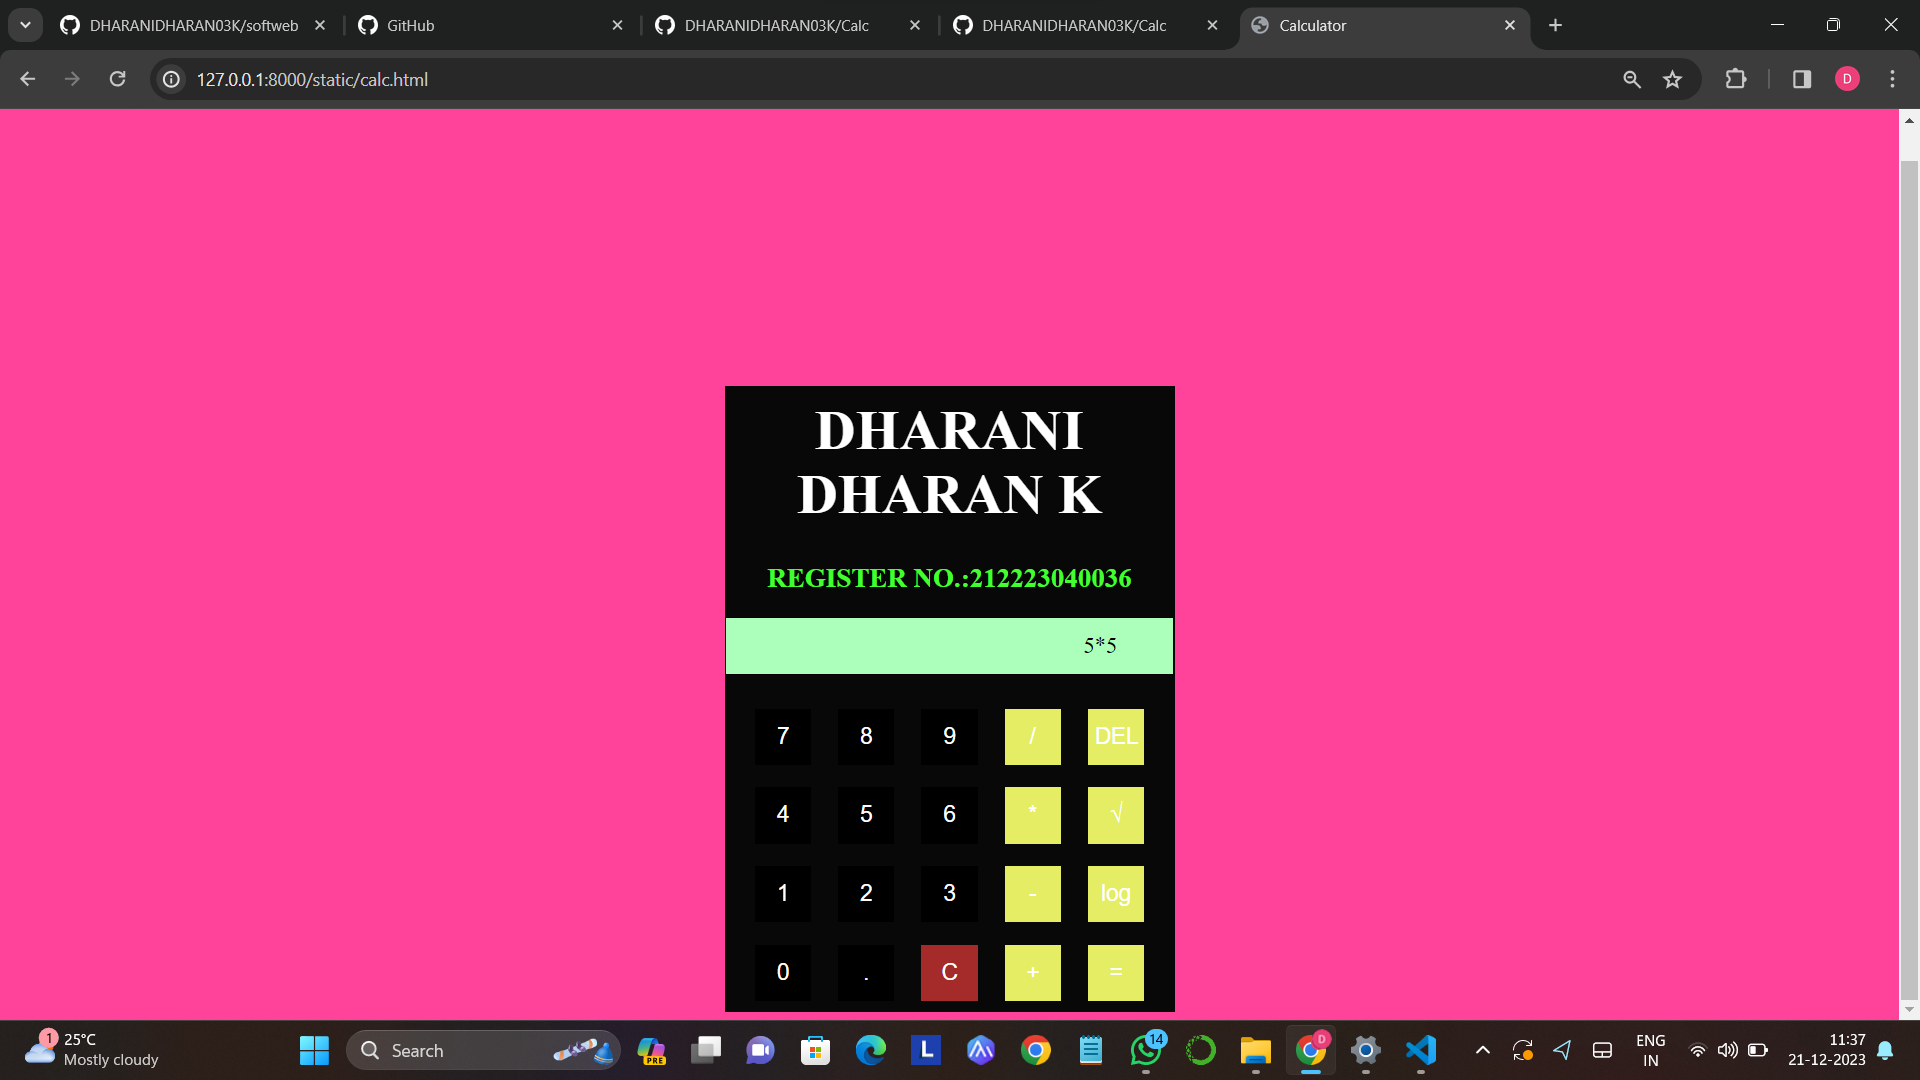 DHARANIDHARAN03K/softweb
GitHub
DHARANIDHARAN03K/Calc
DHARANIDHARAN03K/Calc
Calculator
127.0.0.1:8000/static/calc.html
D
DHARANI
DHARAN K
REGISTER NO.:212223040036
5*5
7 8 9 / DEL
4 5 6 * √
1 2 3 - log
0 . C + =
1
25°C
Mostly cloudy
Search
PRE
L
14
D
ENG
IN
11:37
21-12-2023